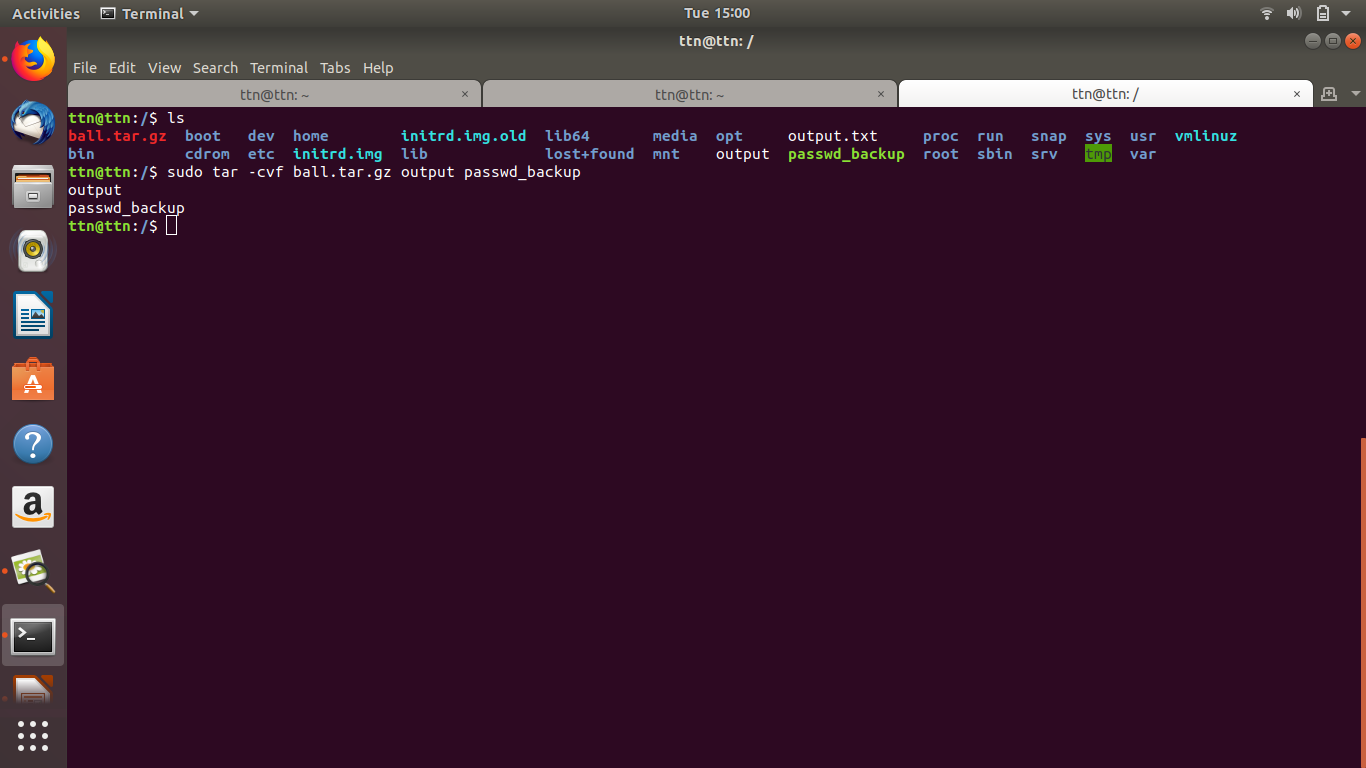 Activities Terminal Tue 15:00
ttn@ttn: /
File Edit View Search Terminal Tabs Help
ttn@ttn: ~ × ttn@ttn: ~ × ttn@ttn: / ×
ttn@ttn:/$ ls
ball.tar.gz boot dev home initrd.img.old lib64 media opt output.txt proc run snap sys usr vmlinuz
bin cdrom etc initrd.img lib lost+found mnt output passwd_backup root sbin srv tmp var
ttn@ttn:/$ sudo tar -cvf ball.tar.gz output passwd_backup
output
passwd_backup
ttn@ttn:/$